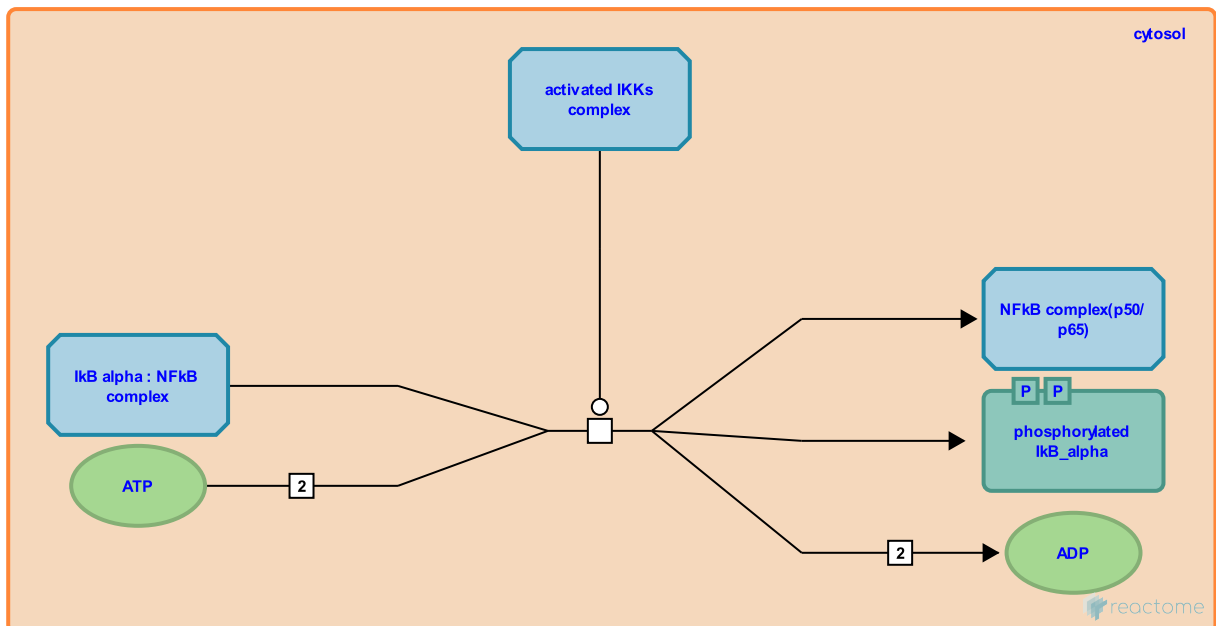 cytosol
activated IKKs
complex
NFkB complex(p50/
p65)
IkB alpha : NFkB
complex
P P
phosphorylated
IkB_alpha
ATP
2
2
ADP
reactome